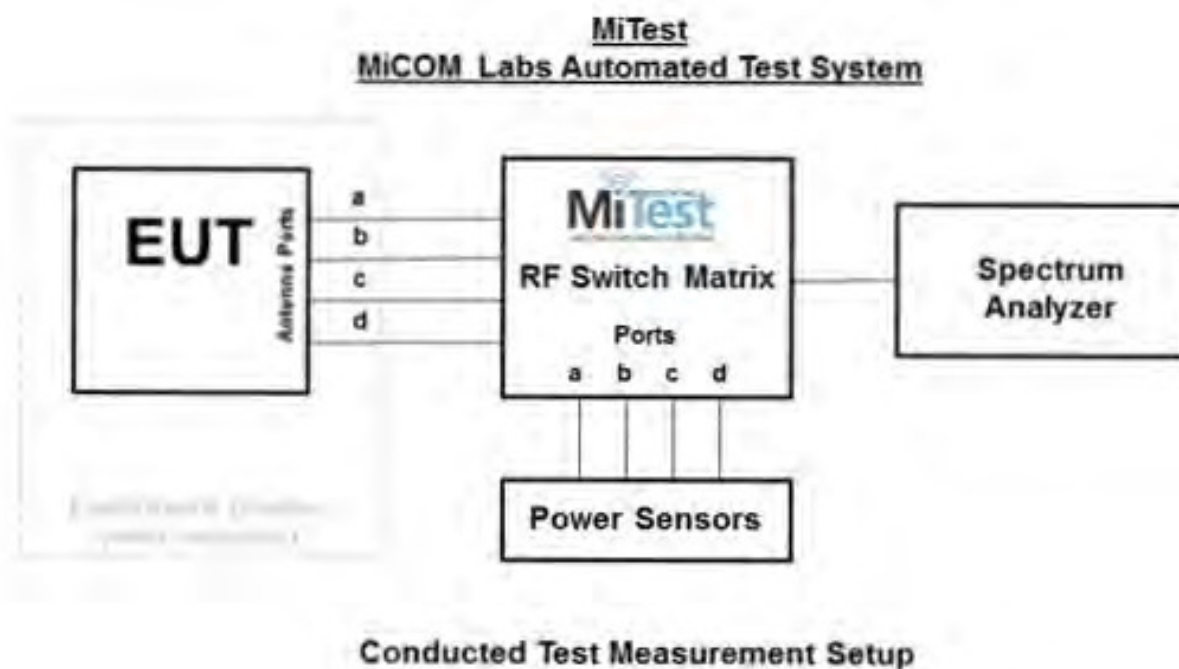 MiTest
MiCOM Labs Automated Test System
EUT
Antenna Ports
a
b
c
d
MiTest
RF Switch Matrix
Ports
a b c d
Spectrum
Analyzer
Power Sensors
Conducted Test Measurement Setup